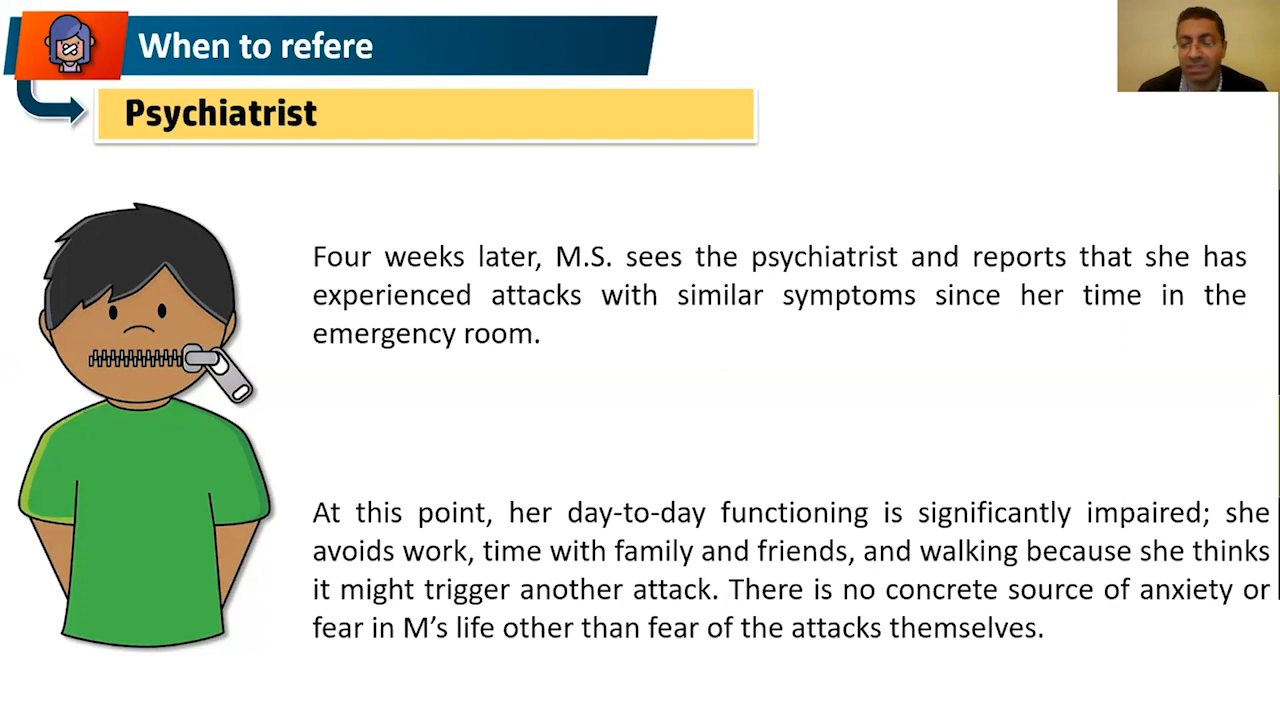 When to refere
Psychiatrist
Four weeks later, M.S. sees the psychiatrist and reports that she has
experienced attacks with similar symptoms since her time in the
emergency room.
At this point, her day-to-day functioning is significantly impaired; she
avoids work, time with family and friends, and walking because she thinks
it might trigger another attack. There is no concrete source of anxiety or
fear in M’s life other than fear of the attacks themselves.